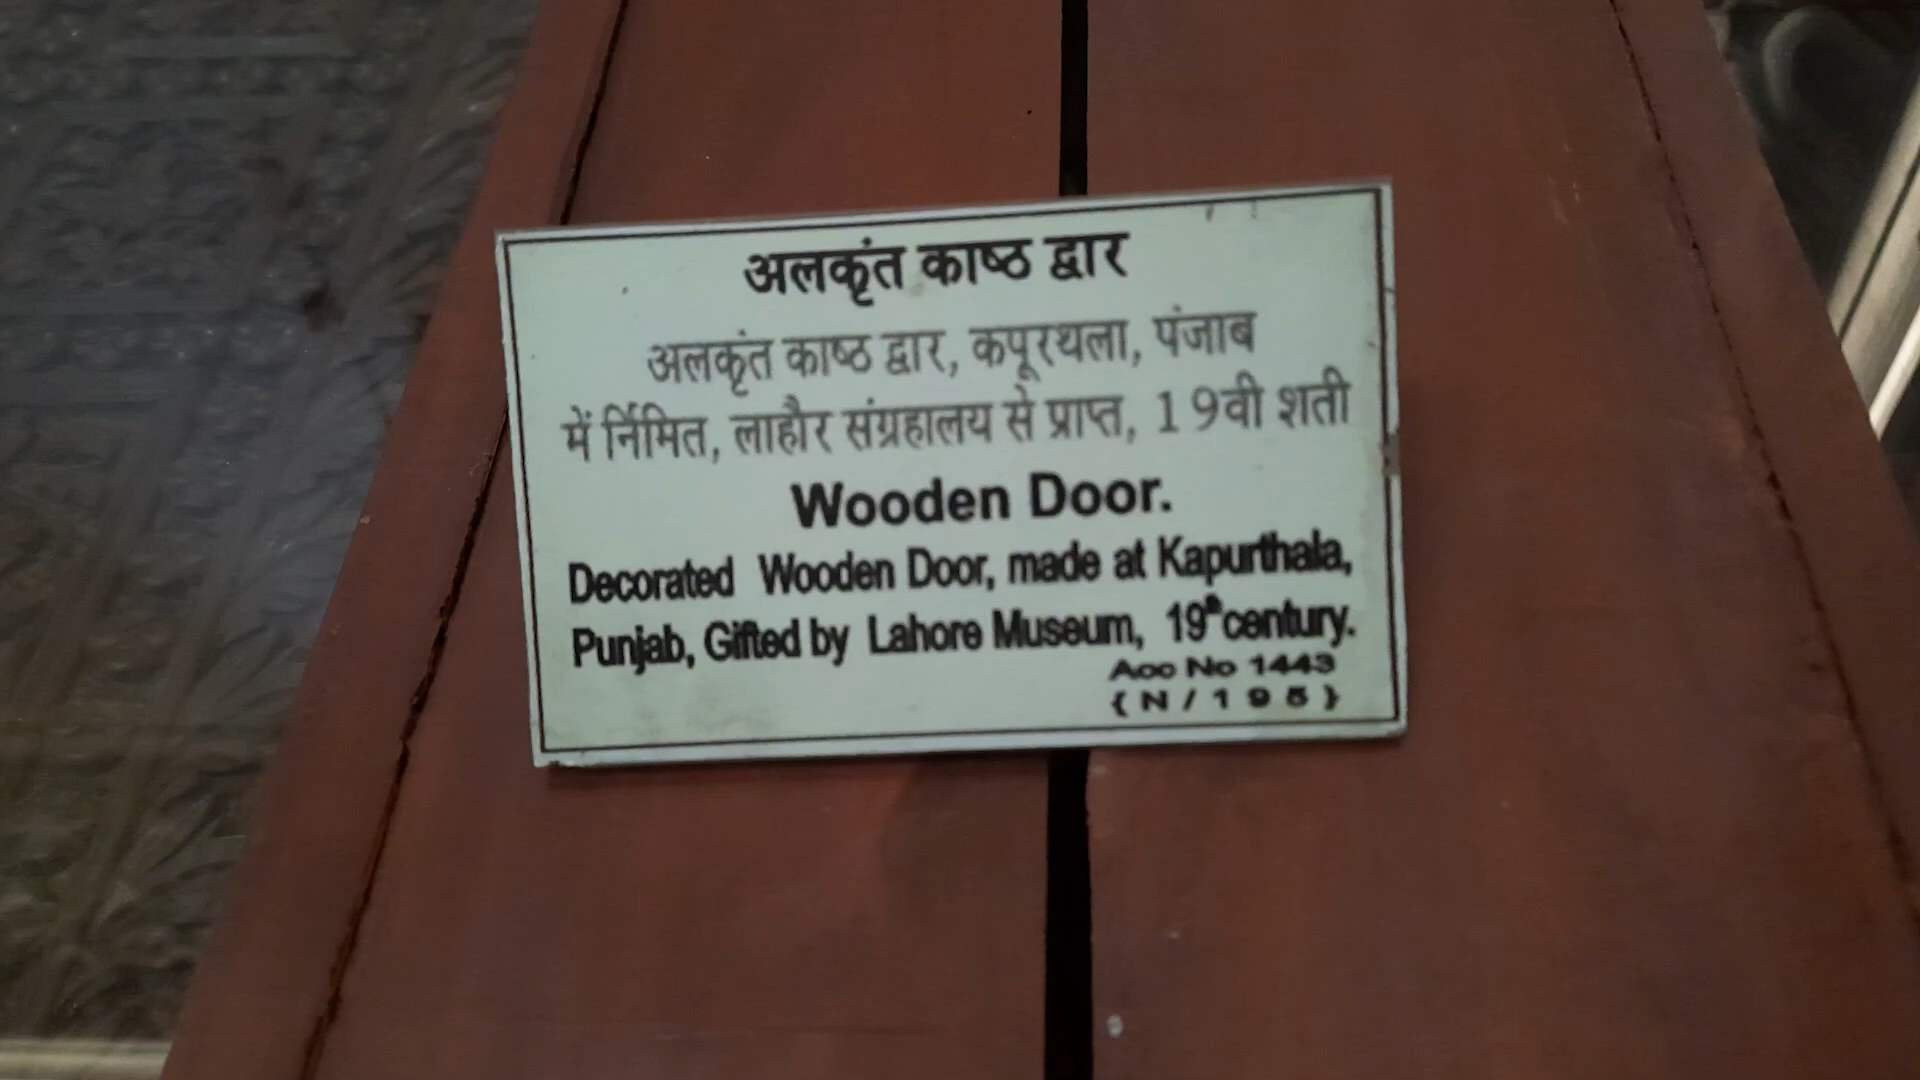 अलकृंत काष्ठ द्वार
अलकृंत काष्ठ द्वार, कपूरथला, पंजाब
में र्निमित, लाहौर संग्रहालय से प्राप्त, 19वी शती
Wooden Door.
Decorated Wooden Door, made at Kapurthala,
Punjab, Gifted by Lahore Museum, 19th century.
Acc No 1443
(N/195)